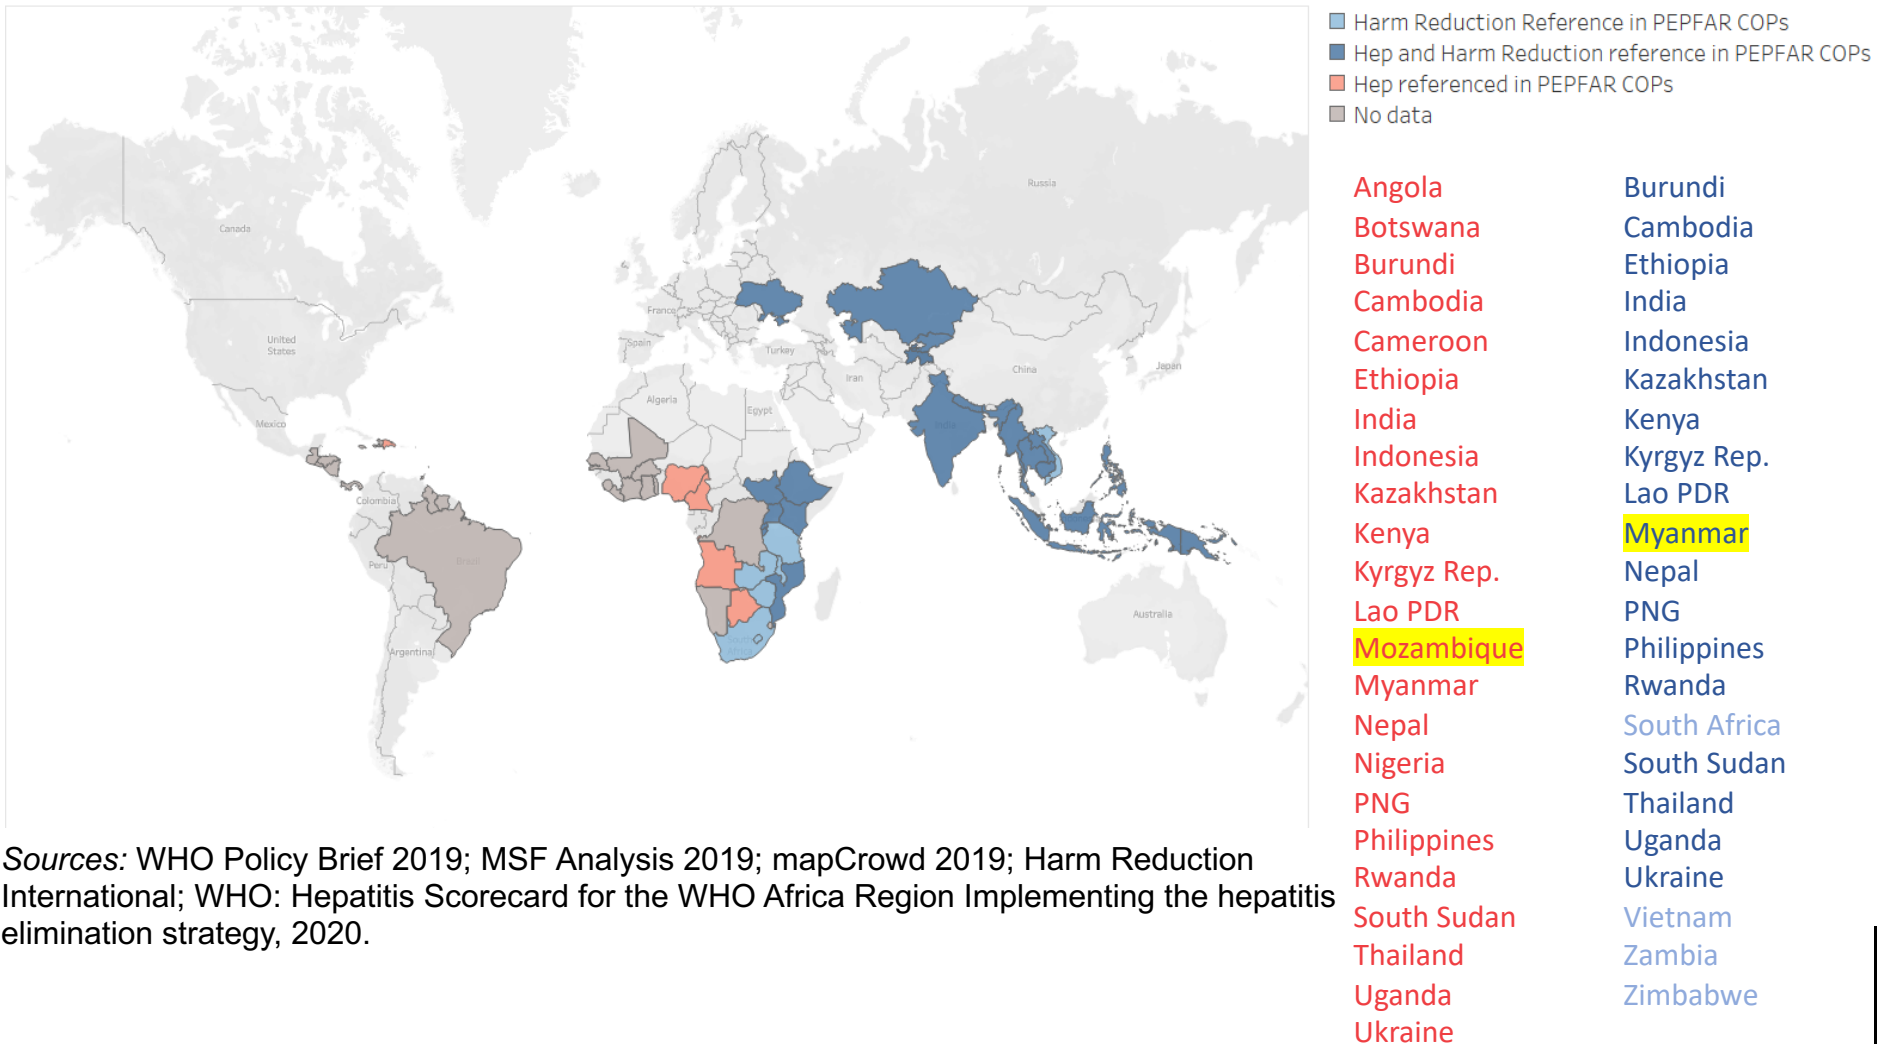 Harm Reduction Reference in PEPFAR COPs
Hep and Harm Reduction reference in PEPFAR COPs
Hep referenced in PEPFAR COPs
No data
Russia
Canada
United
States
Mexico
Colombia
Peru
Brazil
Argentina
France
Spain
Turkey
Algeria
Egypt
Iran
China
Japan
India
South
Africa
Australia
Angola
Botswana
Burundi
Cambodia
Cameroon
Ethiopia
India
Indonesia
Kazakhstan
Kenya
Kyrgyz Rep.
Lao PDR
Mozambique
Myanmar
Nepal
Nigeria
PNG
Philippines
Rwanda
South Sudan
Thailand
Uganda
Ukraine
Burundi
Cambodia
Ethiopia
India
Indonesia
Kazakhstan
Kenya
Kyrgyz Rep.
Lao PDR
Myanmar
Nepal
PNG
Philippines
Rwanda
South Africa
South Sudan
Thailand
Uganda
Ukraine
Vietnam
Zambia
Zimbabwe
Sources: WHO Policy Brief 2019; MSF Analysis 2019; mapCrowd 2019; Harm Reduction
International; WHO: Hepatitis Scorecard for the WHO Africa Region Implementing the hepatitis
elimination strategy, 2020.